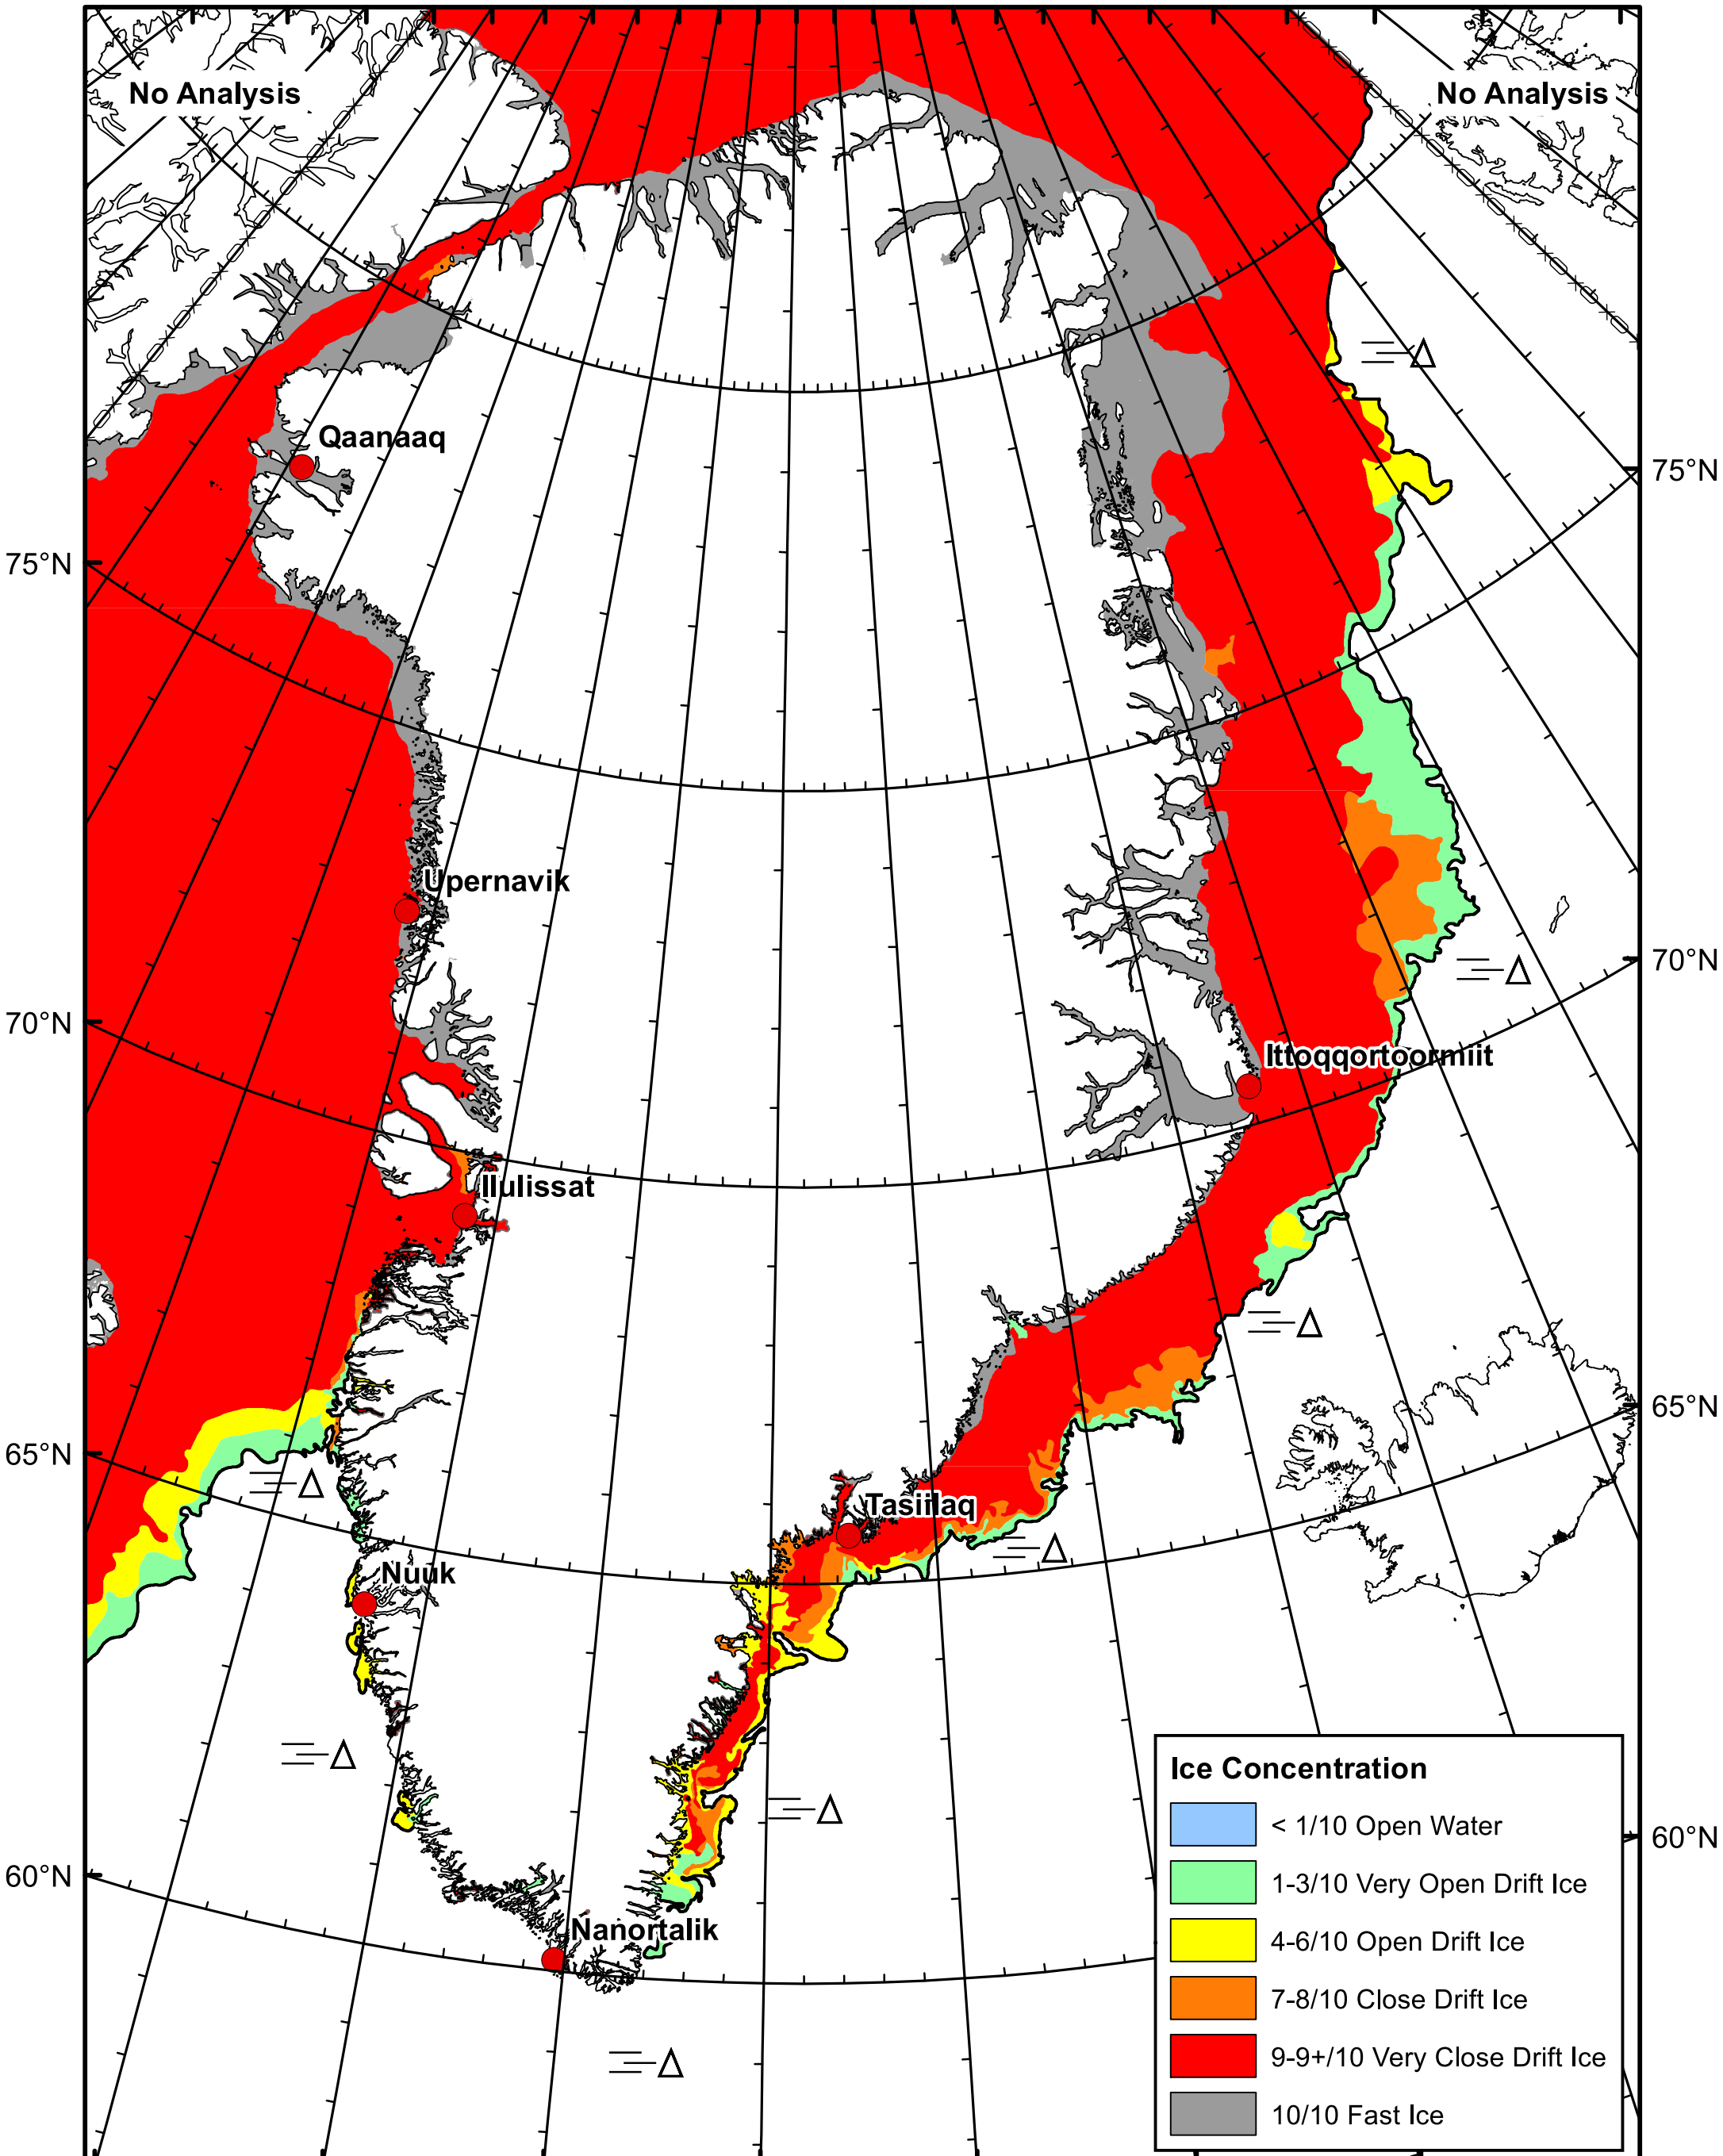 No Analysis
No Analysis
Qaanaaq
75°N
75°N
Upernavik
70°N
70°N
Ittoqqortoormiit
Ilulissat
65°N
65°N
Tasiilaq
Nuuk
60°N
60°N
Nanortalik
Ice Concentration
< 1/10 Open Water
1-3/10 Very Open Drift Ice
4-6/10 Open Drift Ice
7-8/10 Close Drift Ice
9-9+/10 Very Close Drift Ice
10/10 Fast Ice